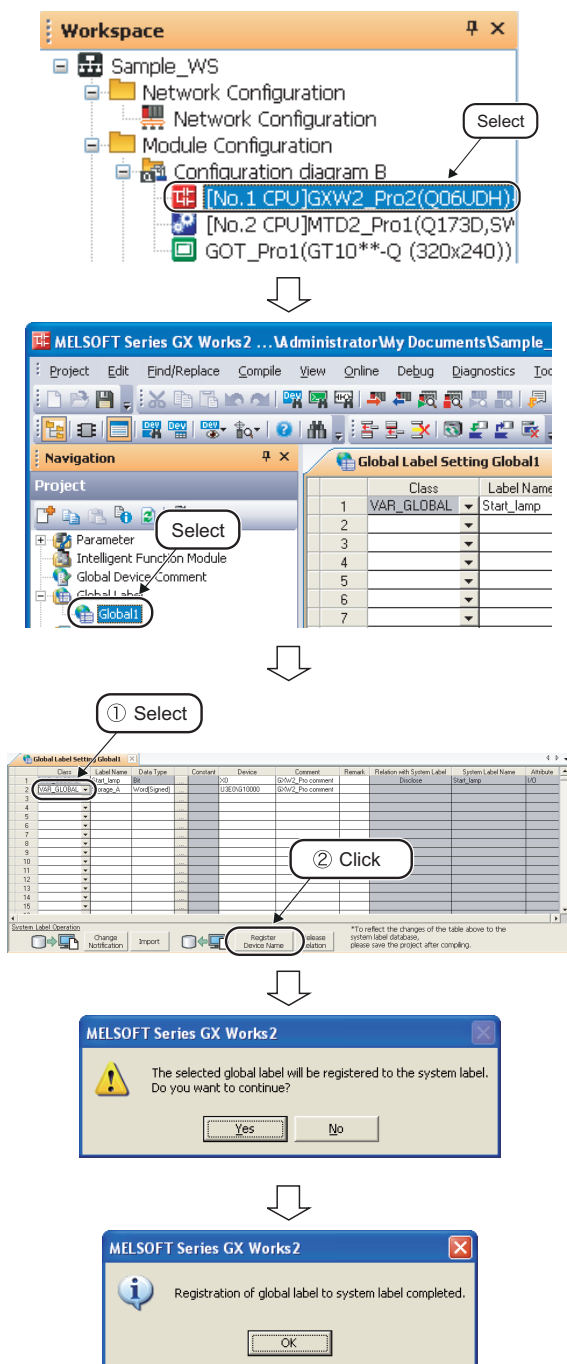 Workspace
Sample_WS
Network Configuration
Network Configuration
Select
Module Configuration
Configuration diagram B
[No.1 CPU]GXW2_Pro2(Q06UDH)
[No.2 CPU]MTD2_Pro1(Q173D,SV
GOT_Pro1(GT10**-Q (320x240))
MELSOFT Series GX Works2 ...\Administrator\My Documents\Sample_
Project Edit Find/Replace Compile View Online Debug Diagnostics Too
Navigation
Global Label Setting Global1
Project
Class Label Name
1 VAR_GLOBAL Start_lamp
2
3
4
5
6
7
Select
Parameter
Intelligent Function Module
Global Device Comment
Global Label
Global1
① Select
Global Label Setting Global1
Class Label Name Data Type Constant Device Comment Remark Relation with System Label System Label Name Attribute
1 Start_lamp Bit ... X0 GXW2_Pro comment Disclose Start_lamp I/O
2 VAR_GLOBAL orage_A Word[Signed] ... U3E0\G10000 GXW2_Pro comment
3
4
5
6
7
8
9
10
11
12
13
14
15
② Click
System Label Operation
Change Notification
Import
Register Device Name
elease elation
*To reflect the changes of the table above to the
system label database,
please save the project after compiling.
MELSOFT Series GX Works2
The selected global label will be registered to the system label.
Do you want to continue?
Yes No
MELSOFT Series GX Works2
Registration of global label to system label completed.
OK